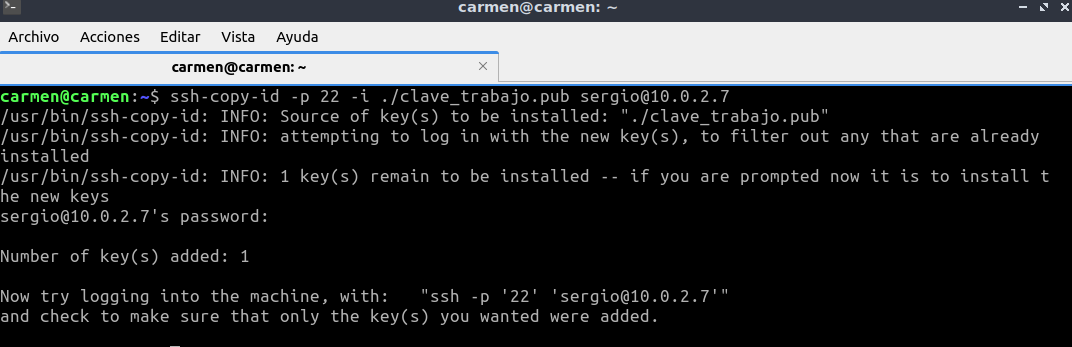 carmen@carmen: ~
Archivo Acciones Editar Vista Ayuda
carmen@carmen: ~ ×
carmen@carmen:~$ ssh-copy-id -p 22 -i ./clave_trabajo.pub sergio@10.0.2.7
/usr/bin/ssh-copy-id: INFO: Source of key(s) to be installed: "./clave_trabajo.pub"
/usr/bin/ssh-copy-id: INFO: attempting to log in with the new key(s), to filter out any that are already
installed
/usr/bin/ssh-copy-id: INFO: 1 key(s) remain to be installed -- if you are prompted now it is to install t
he new keys
sergio@10.0.2.7's password:
Number of key(s) added: 1
Now try logging into the machine, with:   "ssh -p '22' 'sergio@10.0.2.7'"
and check to make sure that only the key(s) you wanted were added.